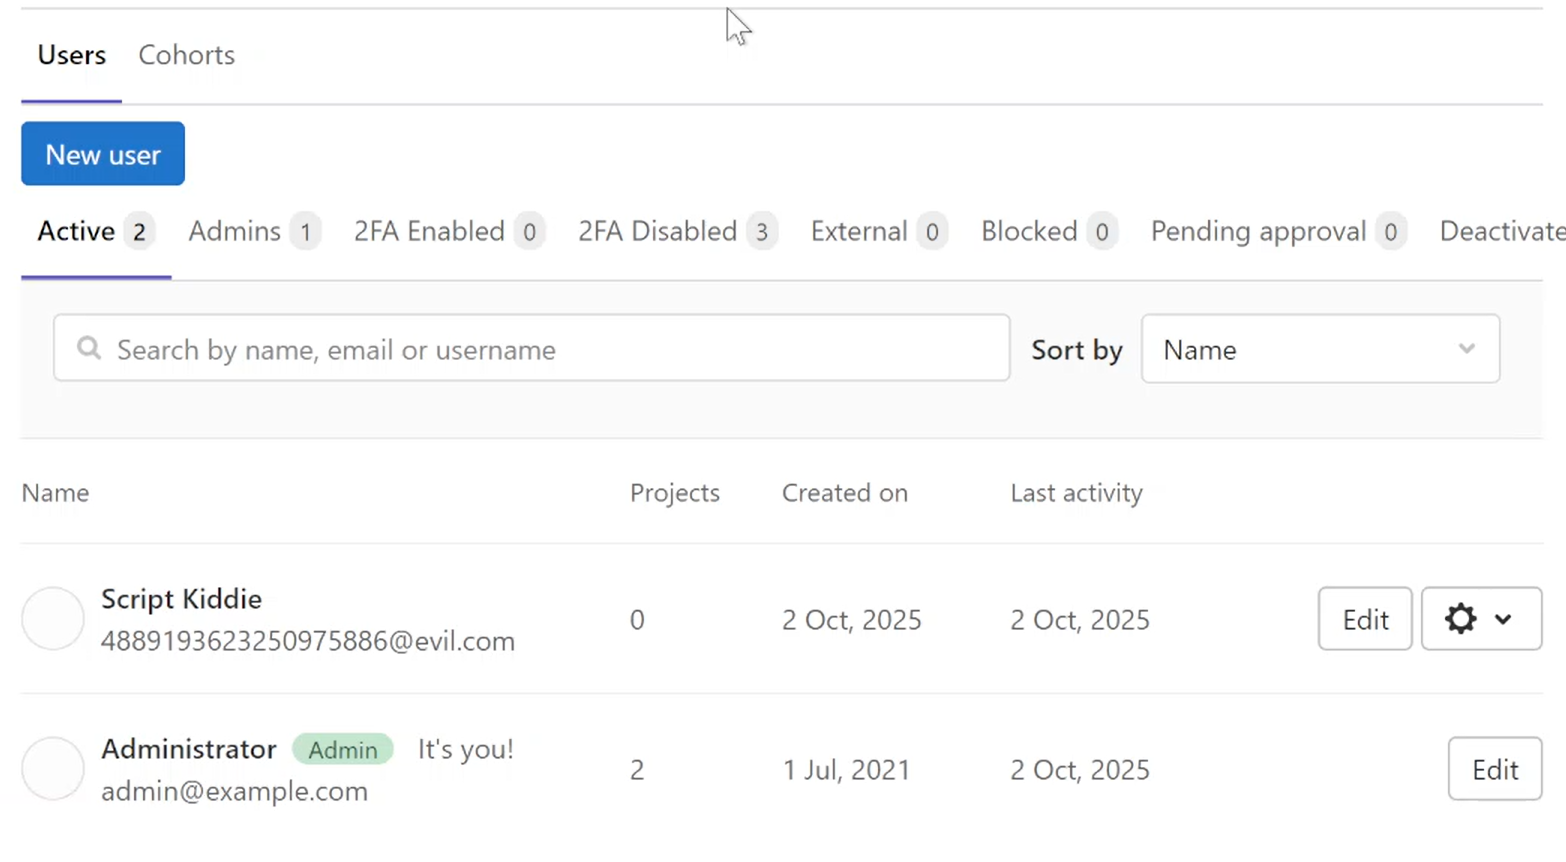 Users Cohorts
New user
Active 2 Admins 1 2FA Enabled 0 2FA Disabled 3 External 0 Blocked 0 Pending approval 0 Deactivate
Search by name, email or username Sort by Name
Name Projects Created on Last activity
Script Kiddie
4889193623250975886@evil.com 0 2 Oct, 2025 2 Oct, 2025 Edit
Administrator Admin It's you!
admin@example.com 2 1 Jul, 2021 2 Oct, 2025 Edit